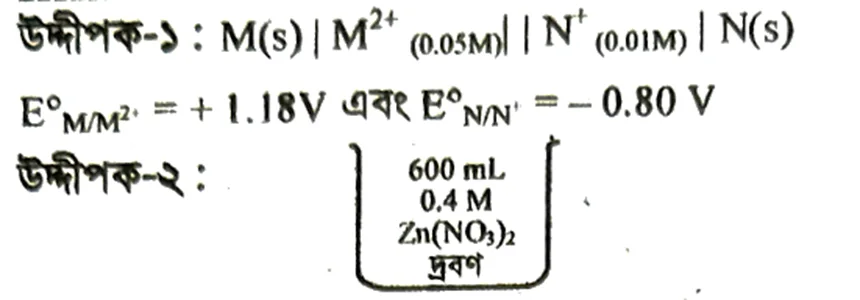 উদ্দীপক-১ : M(s) | M²⁺ (0.05M) || N⁺ (0.01M) | N(s)
E°M/M²⁺ = + 1.18V এবং E°N/N⁺ = – 0.80 V
উদ্দীপক-২ :
600 mL
0.4 M
Zn(NO₃)₂
দ্রবণ